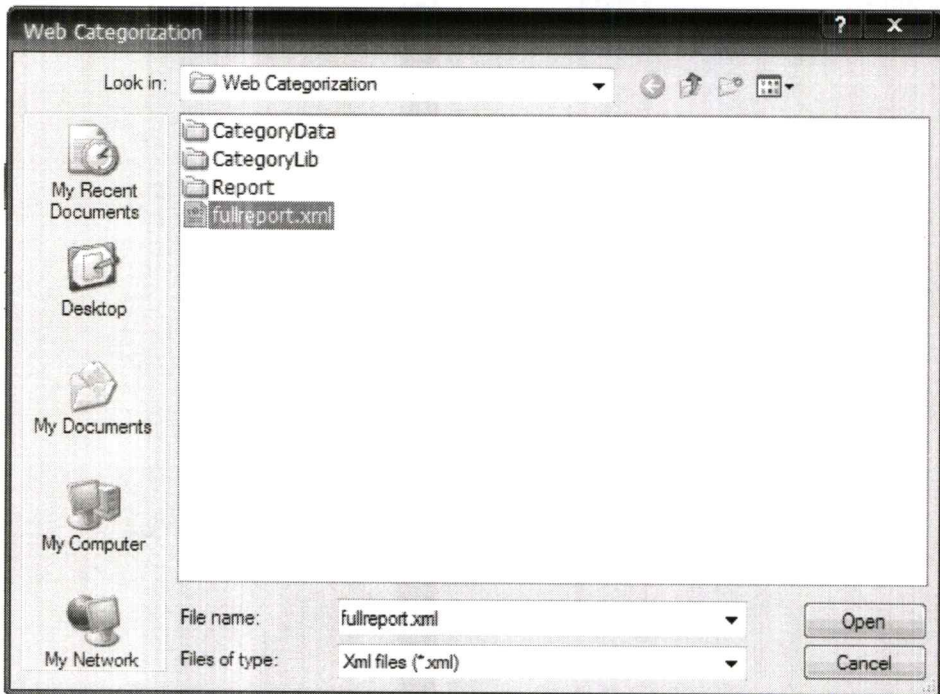 Web Categorization
? X
Look in: Web Categorization
CategoryData
CategoryLib
Report
fullreport.xml
My Recent
Documents
Desktop
My Documents
My Computer
My Network
File name: fullreport.xml Open
Files of type: Xml files (*.xml) Cancel